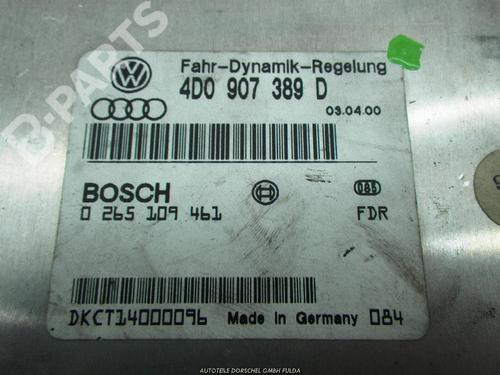 B-PARTS
Fahr-Dynamik-Regelung
4D0 907 389 D
03.04.00
BOSCH
085
0 265 109 461
FDR
DKCT14000096 Made in Germany 084
AUTOTEILE DORSCHEL GMBH FULDA